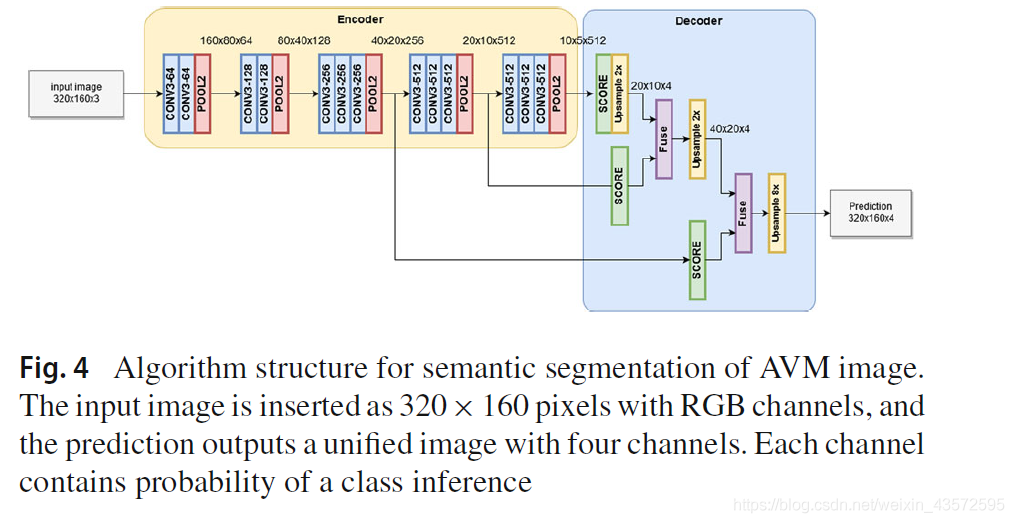 Encoder
Decoder
160x80x64
80x40x128
40x20x256
20x10x512
10x5x512
input image
320x160x3
CONV3-64
CONV3-64
POOL2
CONV3-128
CONV3-128
POOL2
CONV3-256
CONV3-256
CONV3-256
POOL2
CONV3-512
CONV3-512
CONV3-512
POOL2
CONV3-512
CONV3-512
CONV3-512
POOL2
SCORE
Upsample 2x
20x10x4
SCORE
Fuse
Upsample 2x
40x20x4
SCORE
Fuse
Upsample 8x
Prediction
320x160x4
Fig. 4 Algorithm structure for semantic segmentation of AVM image.
The input image is inserted as 320 × 160 pixels with RGB channels, and
the prediction outputs a unified image with four channels. Each channel
contains probability of a class inference
https://blog.csdn.net/weixin_43572595